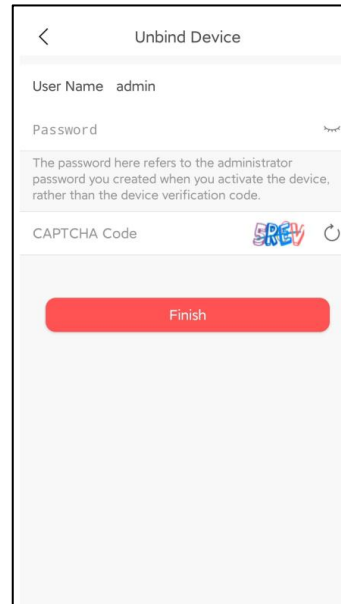 Unbind Device
User Name admin
Password
The password here refers to the administrator
password you created when you activate the device,
rather than the device verification code.
CAPTCHA Code
Finish